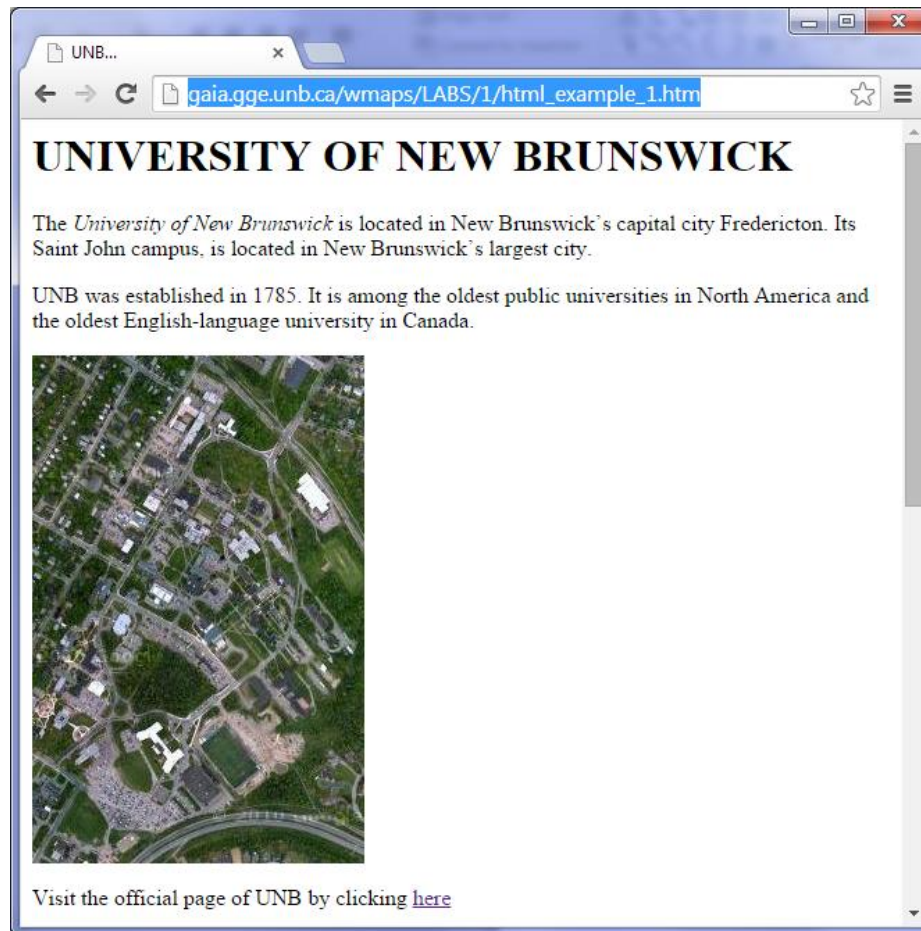 UNB...
gaia.gge.unb.ca/wmaps/LABS/1/html_example_1.htm
UNIVERSITY OF NEW BRUNSWICK
The University of New Brunswick is located in New Brunswick`s capital city Fredericton. Its
Saint John campus, is located in New Brunswick`s largest city.
UNB was established in 1785. It is among the oldest public universities in North America and
the oldest English-language university in Canada.
Visit the official page of UNB by clicking here